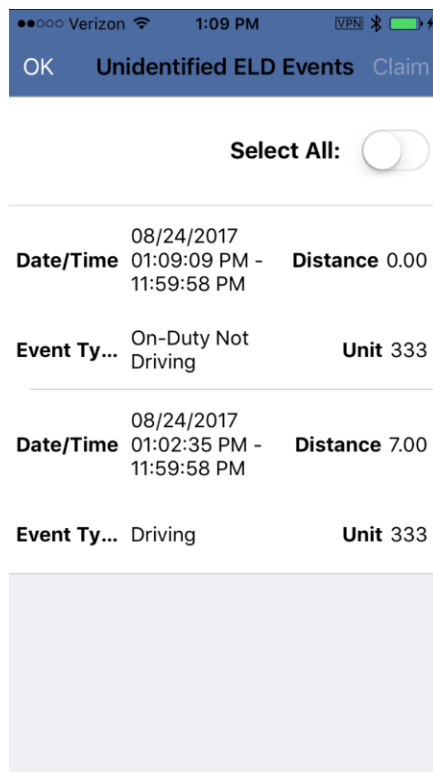 Verizon 1:09 PM VPN
OK Unidentified ELD Events Claim
Select All:
08/24/2017
Date/Time 01:09:09 PM - Distance 0.00
11:59:58 PM
On-Duty Not
Event Ty... Unit 333
Driving
08/24/2017
Date/Time 01:02:35 PM - Distance 7.00
11:59:58 PM
Event Ty... Driving Unit 333